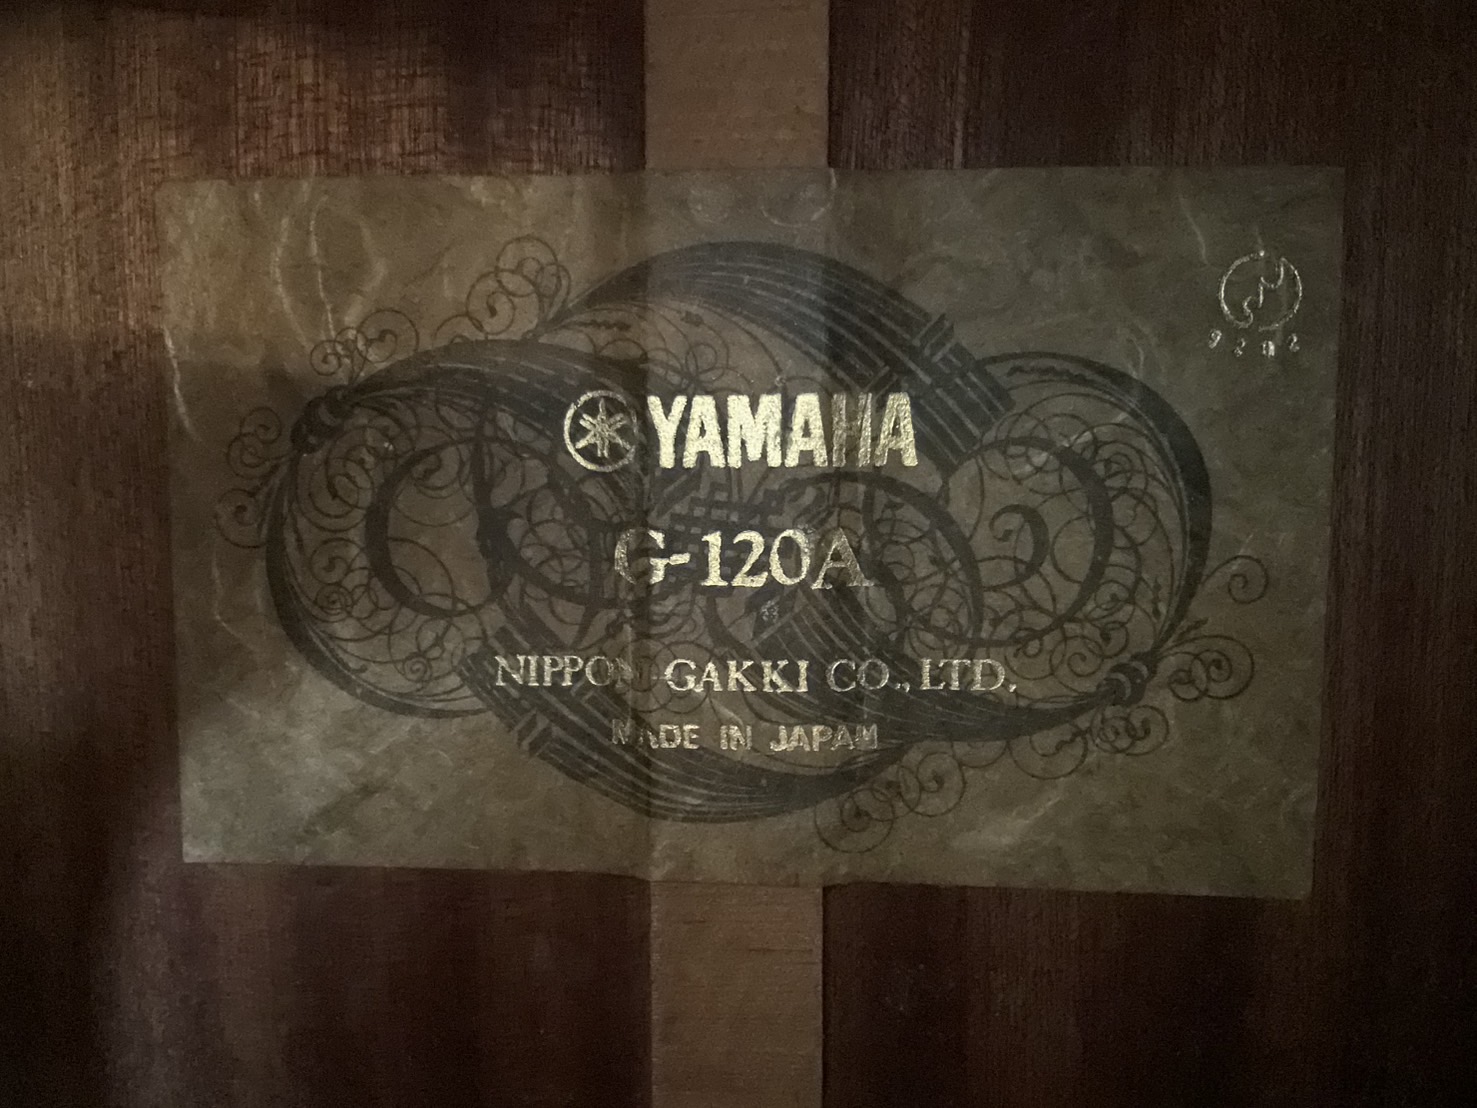 YAMAHA
G-120A
NIPPON GAKKI CO., LTD.
MADE IN JAPAN